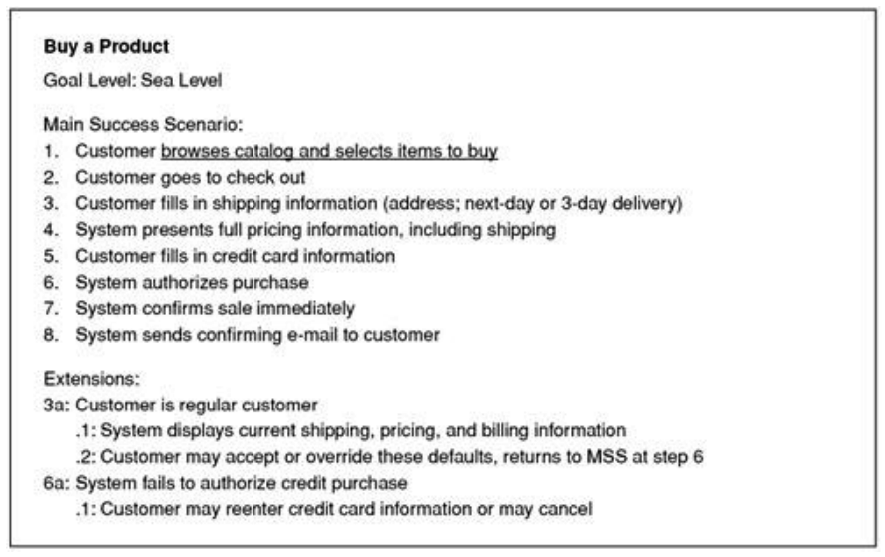 Buy a Product
Goal Level: Sea Level
Main Success Scenario:
1. Customer browses catalog and selects items to buy
2. Customer goes to check out
3. Customer fills in shipping information (address; next-day or 3-day delivery)
4. System presents full pricing information, including shipping
5. Customer fills in credit card information
6. System authorizes purchase
7. System confirms sale immediately
8. System sends confirming e-mail to customer
Extensions:
3a: Customer is regular customer
.1: System displays current shipping, pricing, and billing information
.2: Customer may accept or override these defaults, returns to MSS at step 6
6a: System fails to authorize credit purchase
.1: Customer may reenter credit card information or may cancel